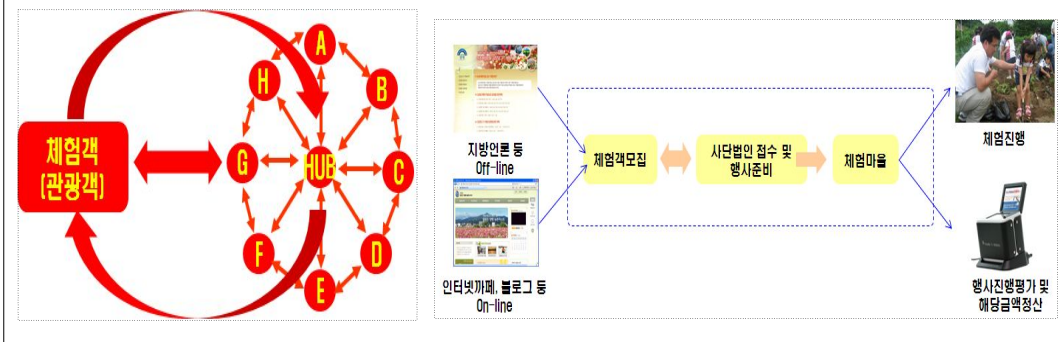 체험객
(관광객)
A
B
C
D
E
F
G
H
HUB
지방언론 등
Off-line
인터넷까페, 블로그 등
On-line
체험객모집
사단법인 접수 및
행사준비
체험마을
체험진행
행사진행평가 및
해당금액정산